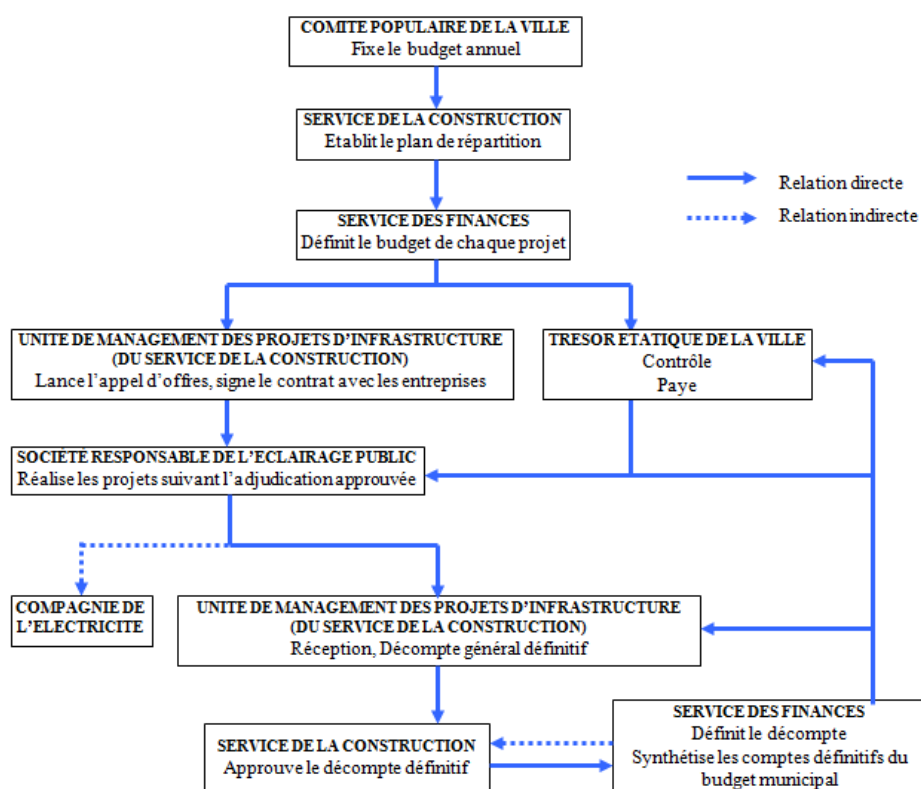 COMITE POPULAIRE DE LA VILLE
Fixe le budget annuel
SERVICE DE LA CONSTRUCTION
Etablit le plan de répartition
Relation directe
Relation indirecte
SERVICE DES FINANCES
Définit le budget de chaque projet
UNITE DE MANAGEMENT DES PROJETS D'INFRASTRUCTURE
(DU SERVICE DE LA CONSTRUCTION)
Lance l'appel d'offres, signe le contrat avec les entreprises
TRESOR ETATIQUE DE LA VILLE
Contrôle
Paye
SOCIÉTÉ RESPONSABLE DE L'ECLAIRAGE PUBLIC
Réalise les projets suivant l'adjudication approuvée
COMPAGNIE DE
L'ELECTRICITE
UNITE DE MANAGEMENT DES PROJETS D'INFRASTRUCTURE
(DU SERVICE DE LA CONSTRUCTION)
Réception, Décompte général définitif
SERVICE DE LA CONSTRUCTION
Approuve le décompte définitif
SERVICE DES FINANCES
Définit le décompte
Synthétise les comptes définitifs du
budget municipal